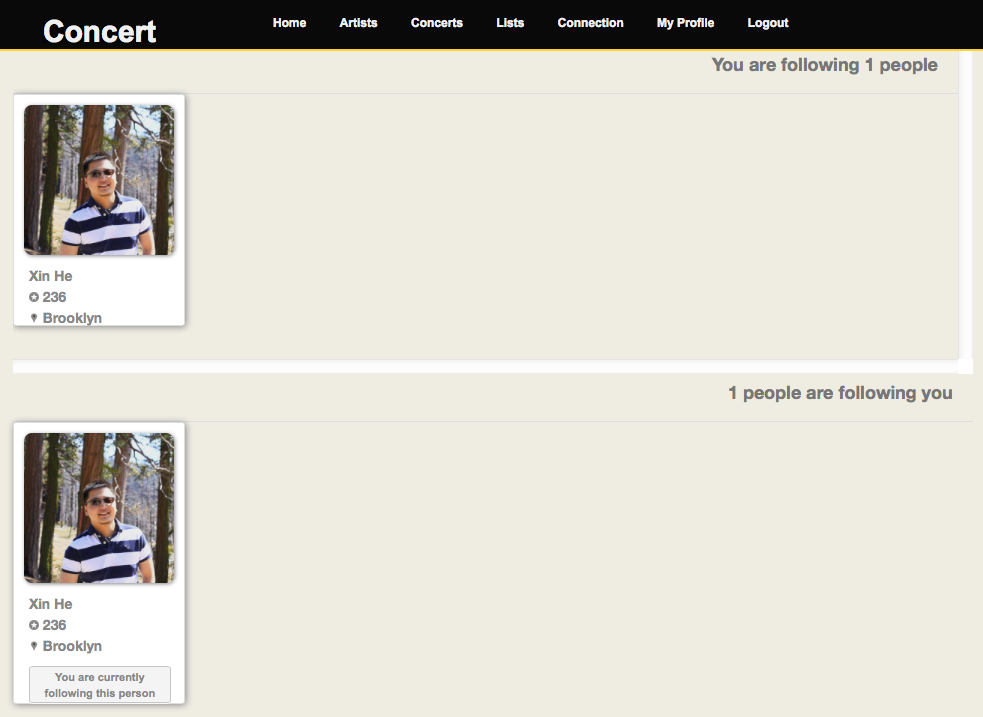 Concert
Home Artists Concerts Lists Connection My Profile Logout
You are following 1 people
Xin He
236
Brooklyn
1 people are following you
Xin He
236
Brooklyn
You are currently
following this person